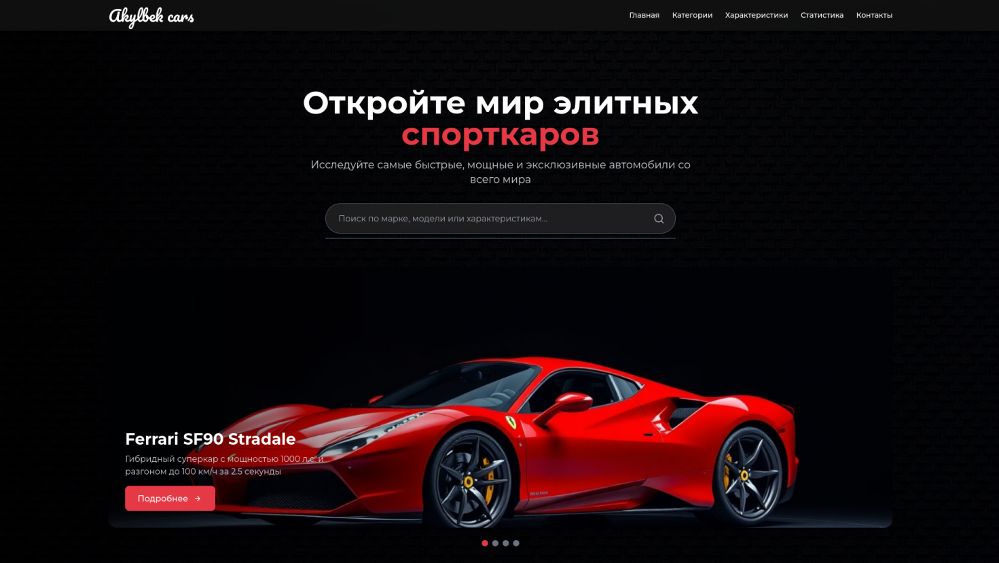 Akylbek cars
Главная Категории Характеристики Статистика Контакты
Откройте мир элитных
спорткаров
Исследуйте самые быстрые, мощные и эксклюзивные автомобили со
всего мира
Поиск по марке, модели или характеристикам...
Ferrari SF90 Stradale
Гибридный суперкар с мощностью 1000 л.с. и
разгоном до 100 км/ч за 2.5 секунды
Подробнее →